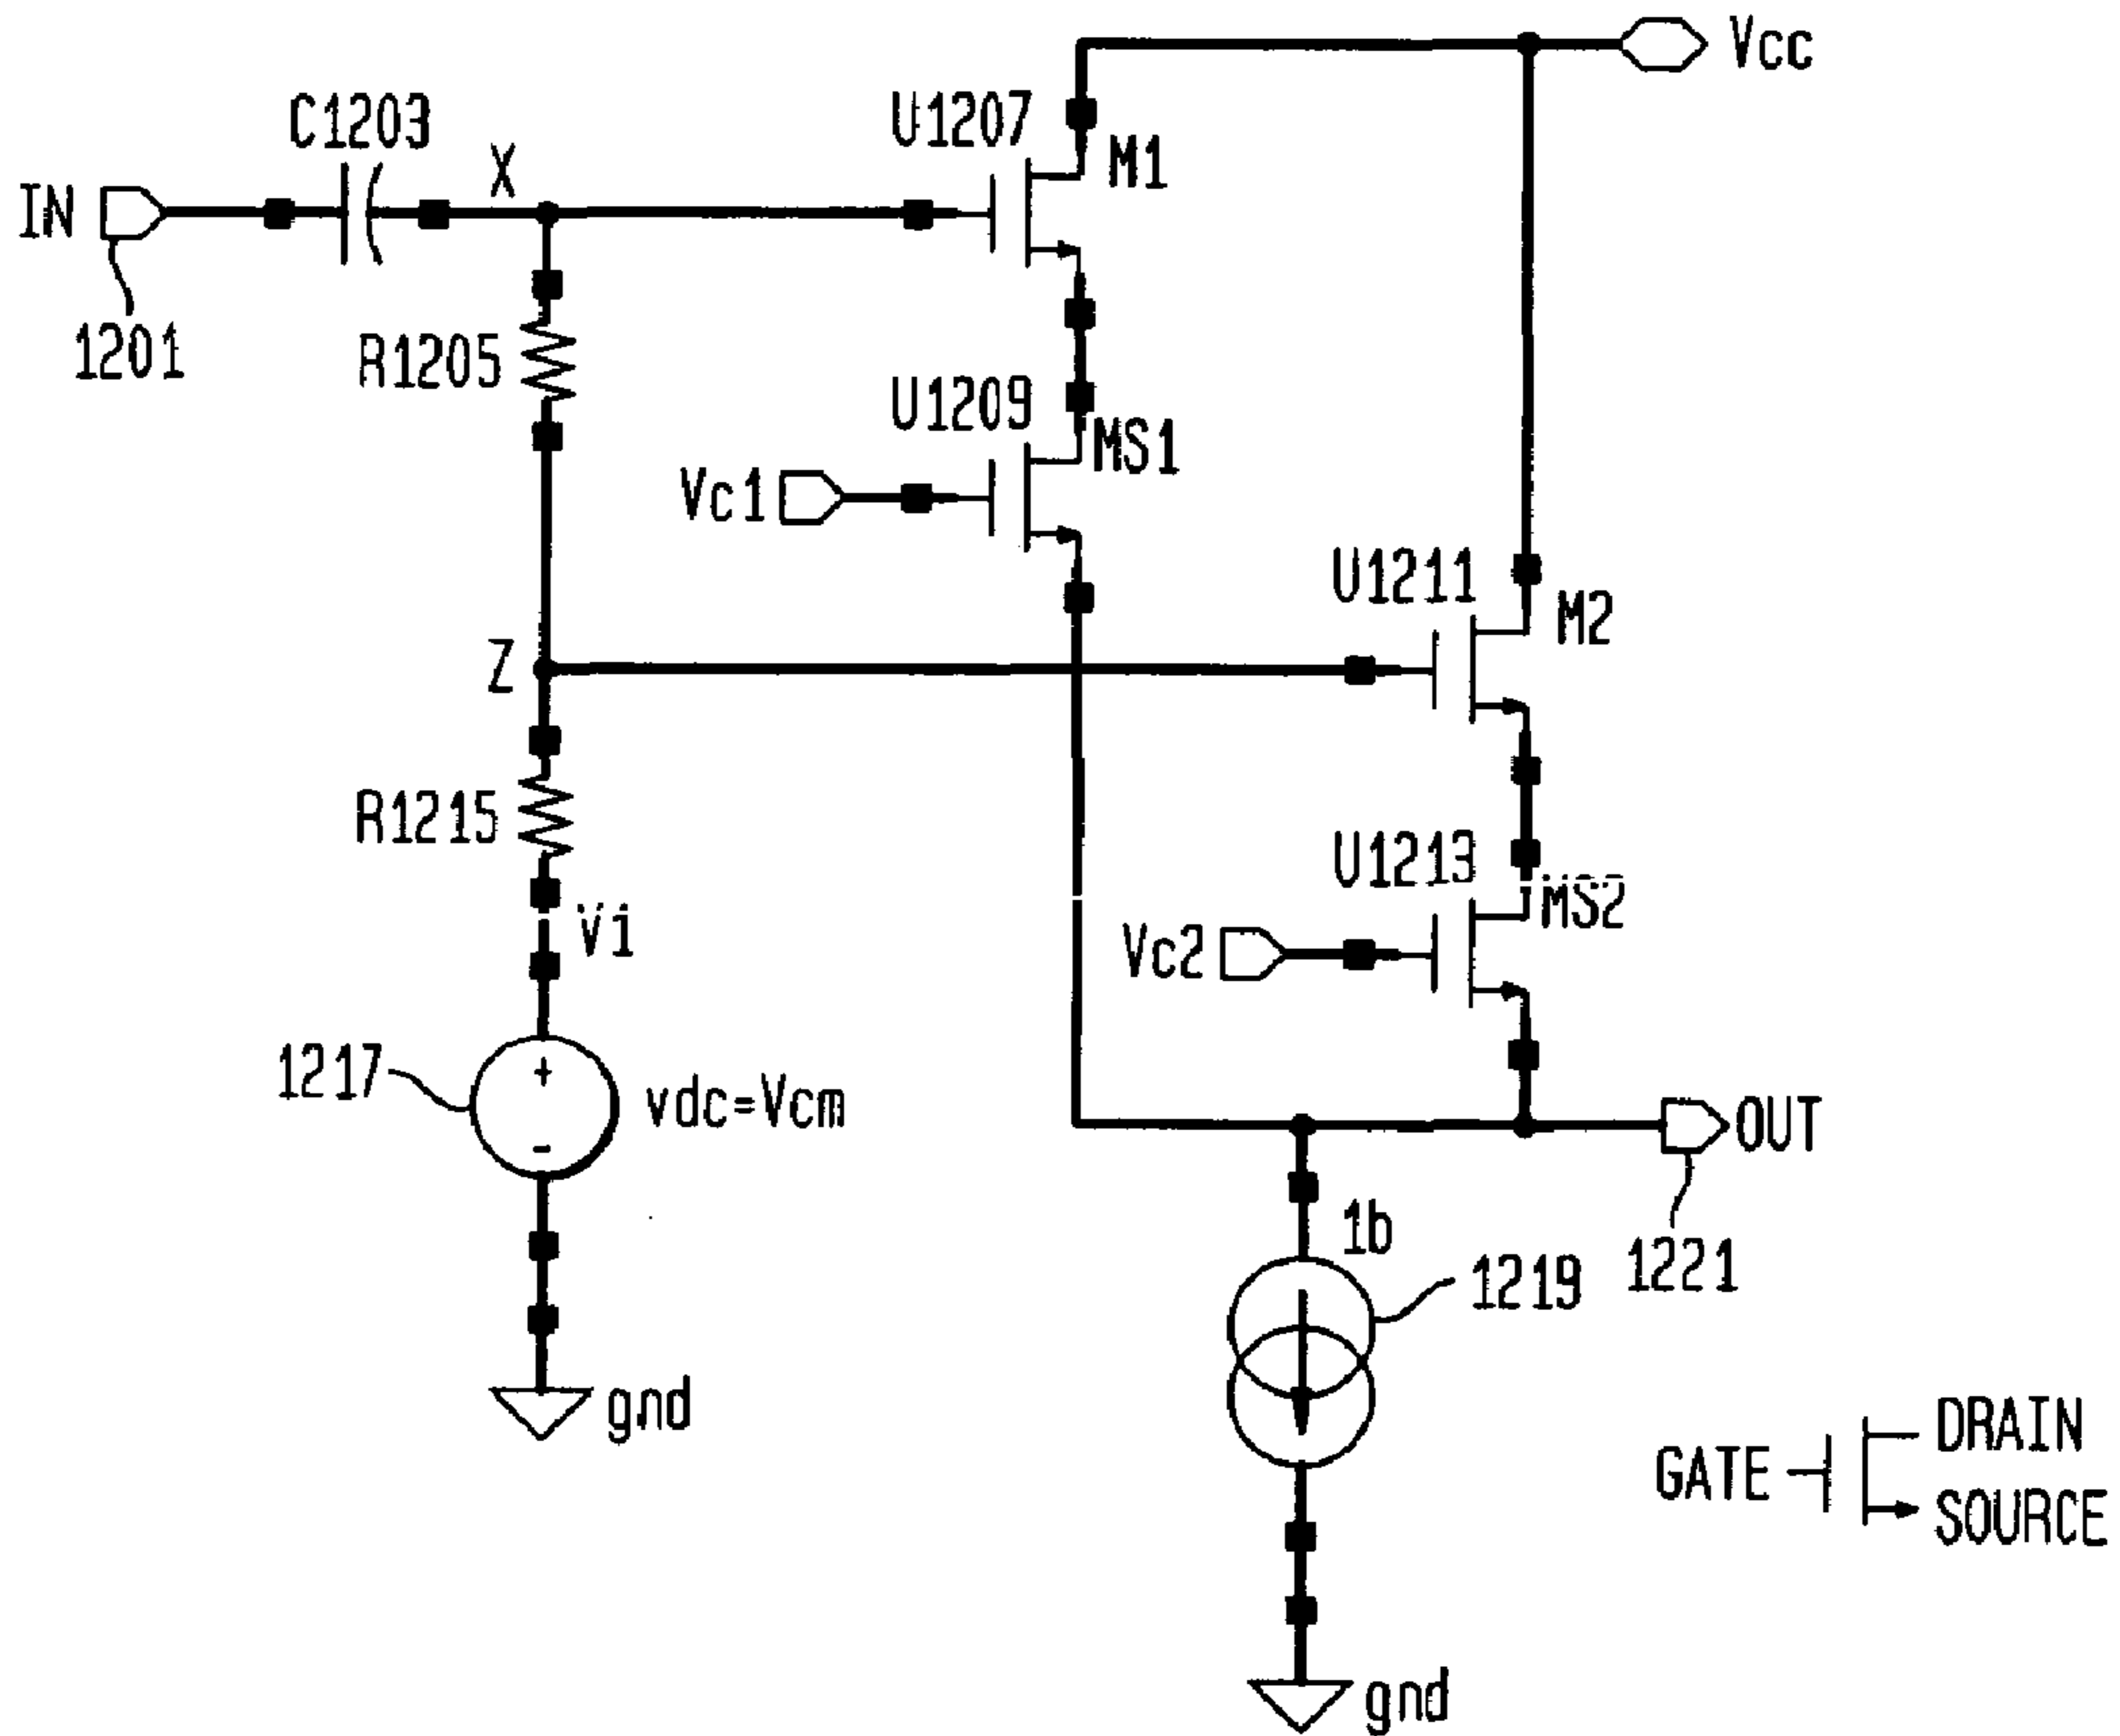 Vcc
C1203
U1207
X
M1
IN
1201
R1205
U1209
MS1
Vc1
U1211
M2
Z
R1215
U1213
MS2
Vi
Vc2
1217
+
-
vdc=Vcm
OUT
1b
1219
1221
gnd
DRAIN
GATE
SOURCE
gnd